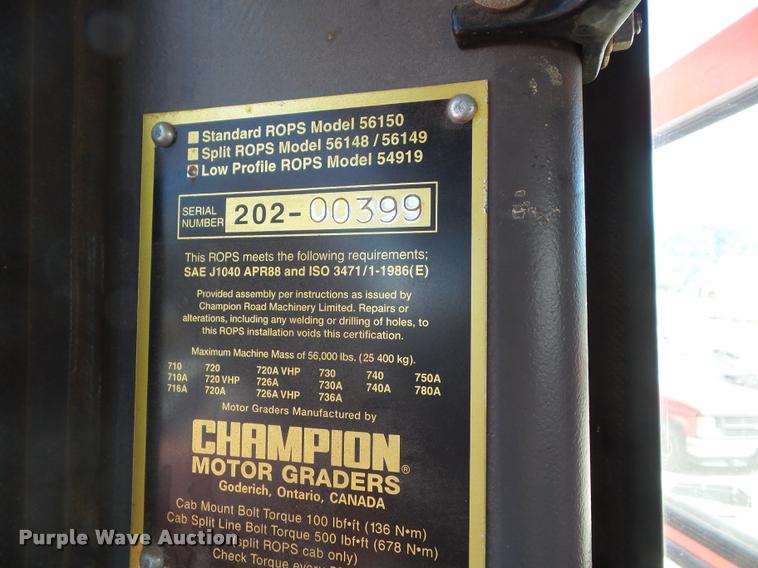 Standard ROPS Model 56150
Split ROPS Model 56148 / 56149
Low Profile ROPS Model 54919
SERIAL NUMBER 202-00399
This ROPS meets the following requirements;
SAE J1040 APR88 and ISO 3471/1-1986(E)
Provided assembly per instructions as issued by
Champion Road Machinery Limited. Repairs or
alterations, including any welding or drilling of holes, to
this ROPS installation voids this certification.
Maximum Machine Mass of 56,000 lbs. (25 400 kg).
710 720 720A VHP 730 740 750A
710A 720 VHP 726A 730A 740A 780A
716A 720A 726A VHP 736A
Motor Graders Manufactured by
CHAMPION®
MOTOR GRADERS
Goderich, Ontario, CANADA
Cab Mount Bolt Torque 100 lbf•ft (136 N•m)
Cab Split Line Bolt Torque 500 lbf•ft (678 N•m)
split ROPS cab only)
Check Torque every
Purple Wave Auction